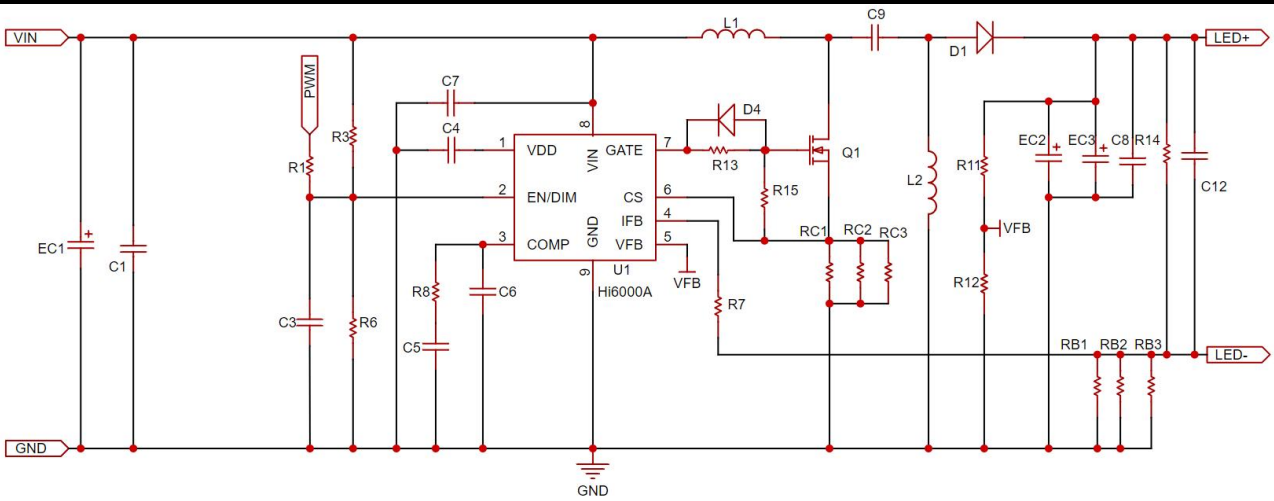 VIN
L1
C9
D1
LED+
PWM
C7
C4
R3
R1
8
1
VDD
VIN
GATE
7
D4
R13
Q1
L2
EC2
EC3
C8
R14
R11
C12
2
EN/DIM
CS
6
R15
IFB
4
GND
3
COMP
VFB
5
U1
Hi6000A
9
VFB
RC1
RC2
RC3
VFB
EC1
C1
R8
C6
R7
R12
C3
R6
C5
RB1
RB2
RB3
LED-
GND
GND